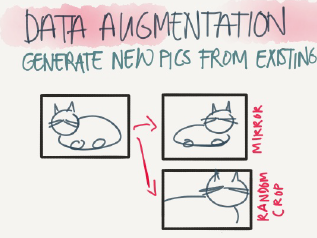 DATA AUGMENTATION
GENERATE NEW PICS FROM EXISTING
MIRROR
RANDOM
CROP